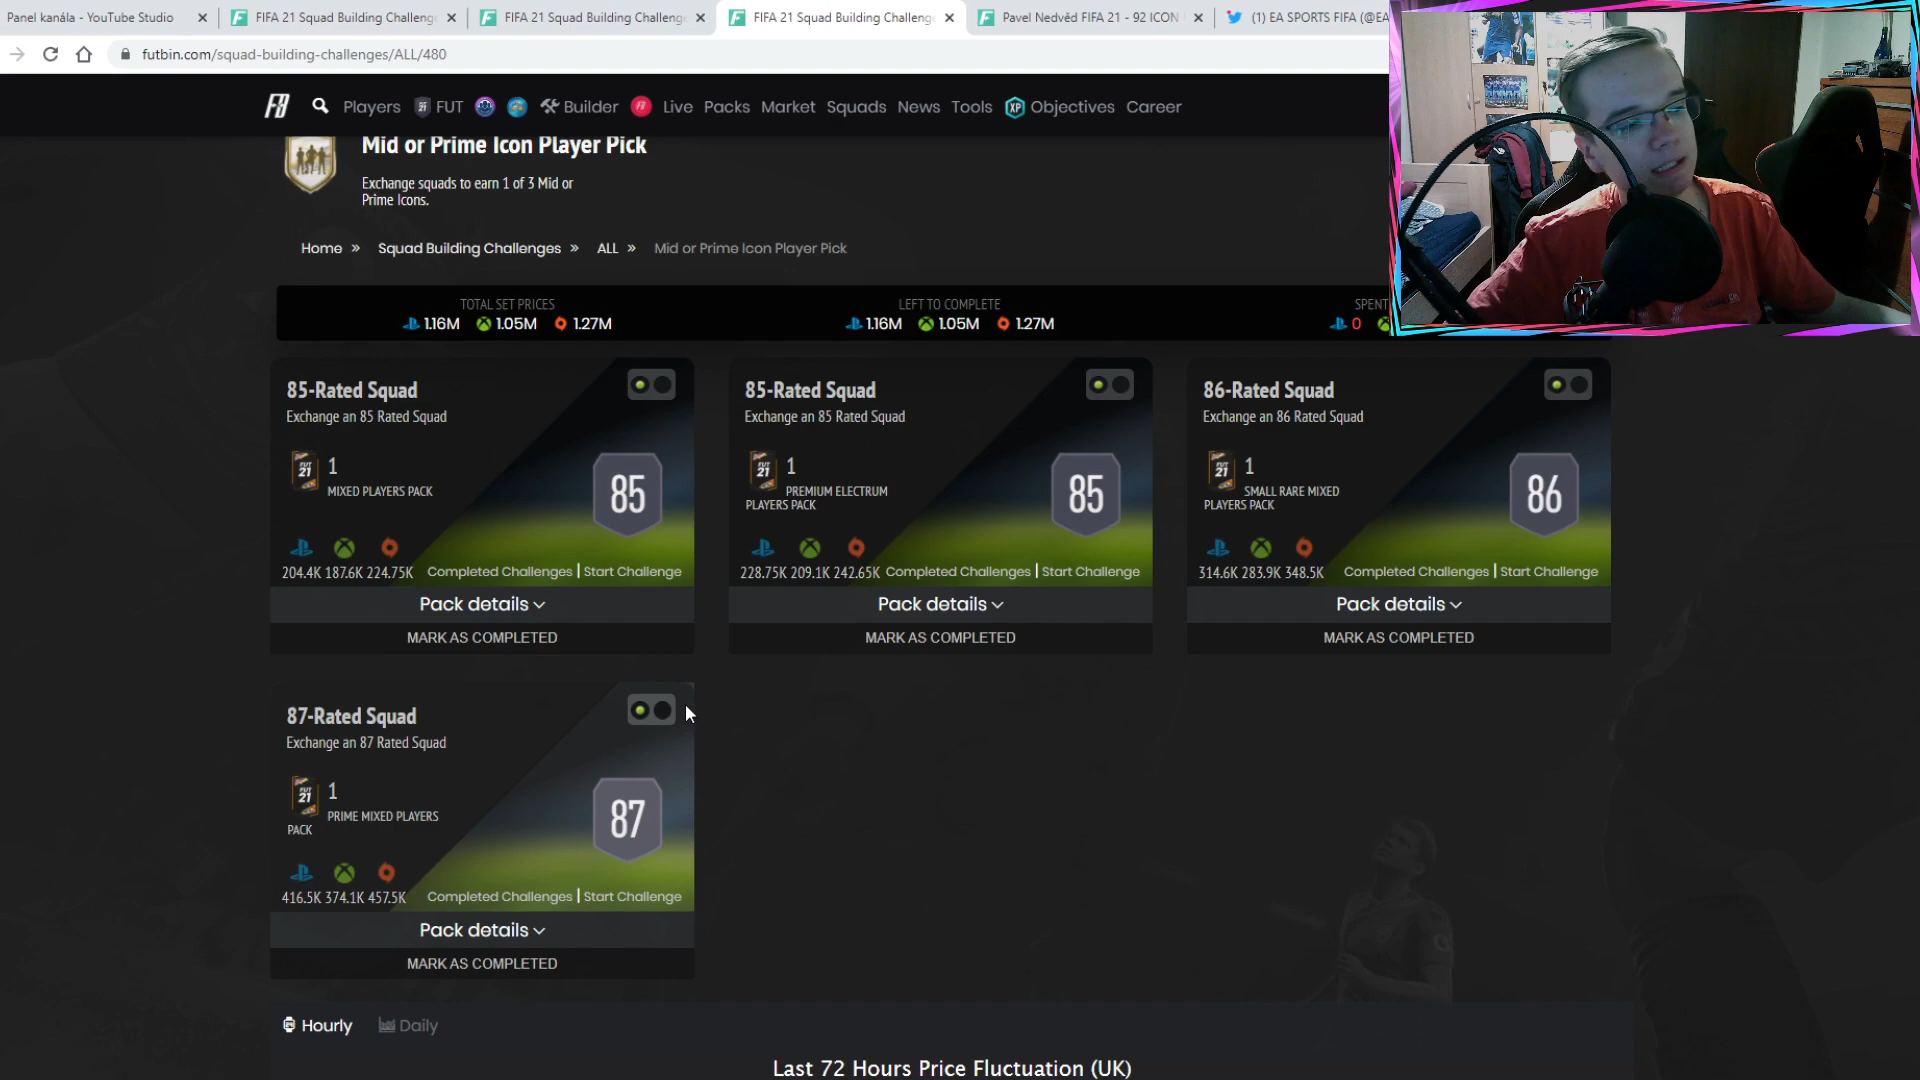 Panel kanála - YouTube Studio
FIFA 21 Squad Building Challeng
FIFA 21 Squad Building Challeng
FIFA 21 Squad Building Challeng
Pavel Nedvěd FIFA 21 - 92 ICON
(1) EA SPORTS FIFA (@EA
futbin.com/squad-building-challenges/ALL/480
Players FUT Builder Live Packs Market Squads News Tools XP Objectives Career
Mid or Prime Icon Player Pick
Exchange squads to earn 1 of 3 Mid or
Prime Icons.
Home » Squad Building Challenges » ALL » Mid or Prime Icon Player Pick
TOTAL SET PRICES
1.16M 1.05M 1.27M
LEFT TO COMPLETE
1.16M 1.05M 1.27M
SPENT
0
85-Rated Squad
Exchange an 85 Rated Squad
1
MIXED PLAYERS PACK
85
204.4K 187.6K 224.75K
Completed Challenges | Start Challenge
Pack details
MARK AS COMPLETED
85-Rated Squad
Exchange an 85 Rated Squad
1
PREMIUM ELECTRUM
PLAYERS PACK
85
228.75K 209.1K 242.65K
Completed Challenges | Start Challenge
Pack details
MARK AS COMPLETED
86-Rated Squad
Exchange an 86 Rated Squad
1
SMALL RARE MIXED
PLAYERS PACK
86
314.6K 283.9K 348.5K
Completed Challenges | Start Challenge
Pack details
MARK AS COMPLETED
87-Rated Squad
Exchange an 87 Rated Squad
1
PRIME MIXED PLAYERS
PACK
87
416.5K 374.1K 457.5K
Completed Challenges | Start Challenge
Pack details
MARK AS COMPLETED
Hourly Daily
Last 72 Hours Price Fluctuation (UK)